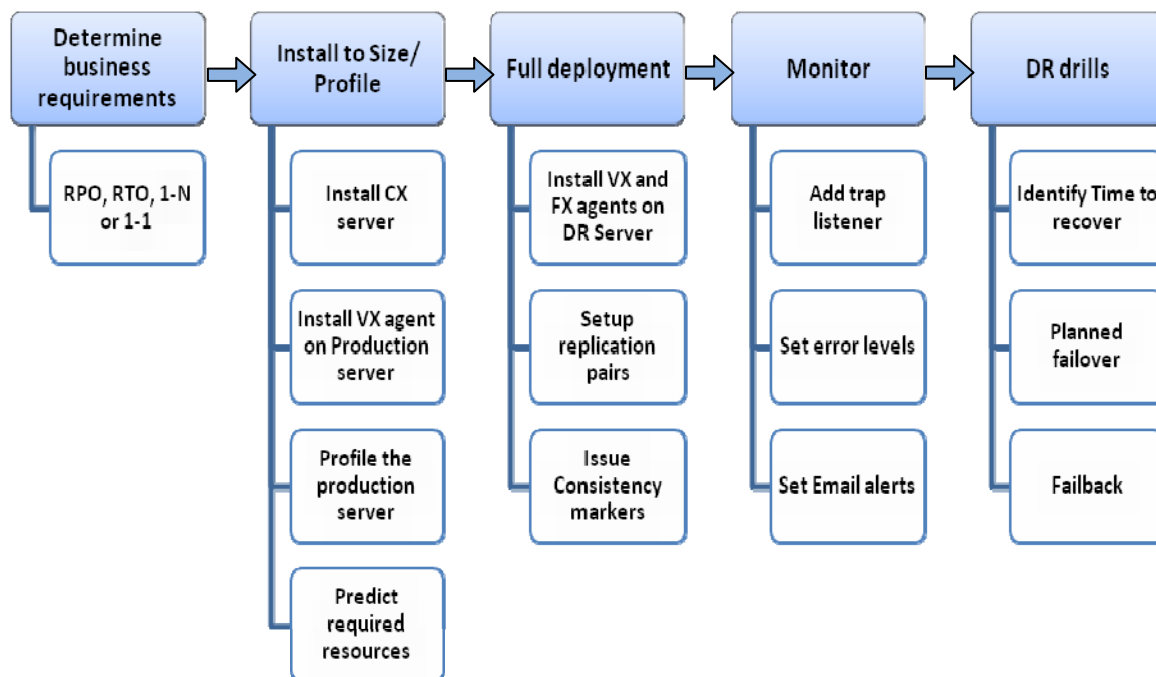 Determine
business
requirements
RPO, RTO, 1-N
or 1-1
Install to Size/
Profile
Install CX
server
Install VX agent
on Production
server
Profile the
production
server
Predict
required
resources
Full deployment
Install VX and
FX agents on
DR Server
Setup
replication
pairs
Issue
Consistency
markers
Monitor
Add trap
listener
Set error levels
Set Email alerts
DR drills
Identify Time to
recover
Planned
failover
Failback